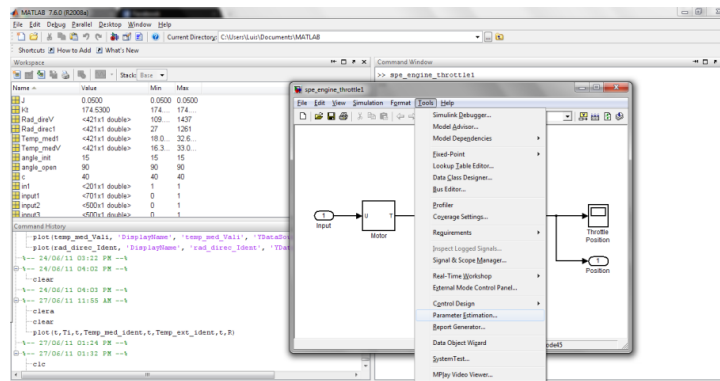 MATLAB 7.6.0 (R2008a)
File Edit Debug Parallel Desktop Window Help
Current Directory: C:\Users\Luis\Documents\MATLAB
Shortcuts How to Add What's New
Workspace
Stack: Base
Name Value Min Max
J 0.0500 0.0500 0.0500
Kt 174.5300 174.... 174....
Rad_direV <421x1 double> 109.... 1437
Rad_direc1 <421x1 double> 27 1261
Temp_med1 <421x1 double> 18.0... 32.6...
Temp_medV <421x1 double> 16.3... 33.0...
angle_init 15 15 15
angle_open 90 90 90
c 40 40 40
in1 <201x1 double> 1 1
input1 <701x1 double> 0 1
input2 <500x1 double> 0 1
input3 <500x1 double> 0 1
Command History
plot(temp_med_Vali, 'DisplayName', 'temp_med_Vali', 'YDataSou
plot(rad_direc_Ident, 'DisplayName', 'rad_direc_Ident', 'YDa
%-- 24/06/11 03:22 PM --%
%-- 24/06/11 04:02 PM --%
clear
%-- 24/06/11 04:03 PM --%
%-- 27/06/11 11:55 AM --%
clera
clear
plot(t,Ti,t,Temp_med_ident,t,Temp_ext_ident,t,R)
%-- 27/06/11 01:24 PM --%
%-- 27/06/11 01:32 PM --%
clc
Command Window
>> spe_engine_throttle1
spe_engine_throttle1
File Edit View Simulation Format Tools Help
Simulink Debugger...
Model Advisor...
Model Dependencies
Fixed-Point
Lookup Table Editor...
Data Class Designer...
Bus Editor...
Profiler
Coverage Settings...
Requirements
Inspect Logged Signals...
Signal & Scope Manager...
Real-Time Workshop
External Mode Control Panel...
Control Design
Parameter Estimation...
Report Generator...
Data Object Wizard
SystemTest...
MPlay Video Viewer...
1
Input
U T
Motor
Throttle
Position
1
Position
ode45